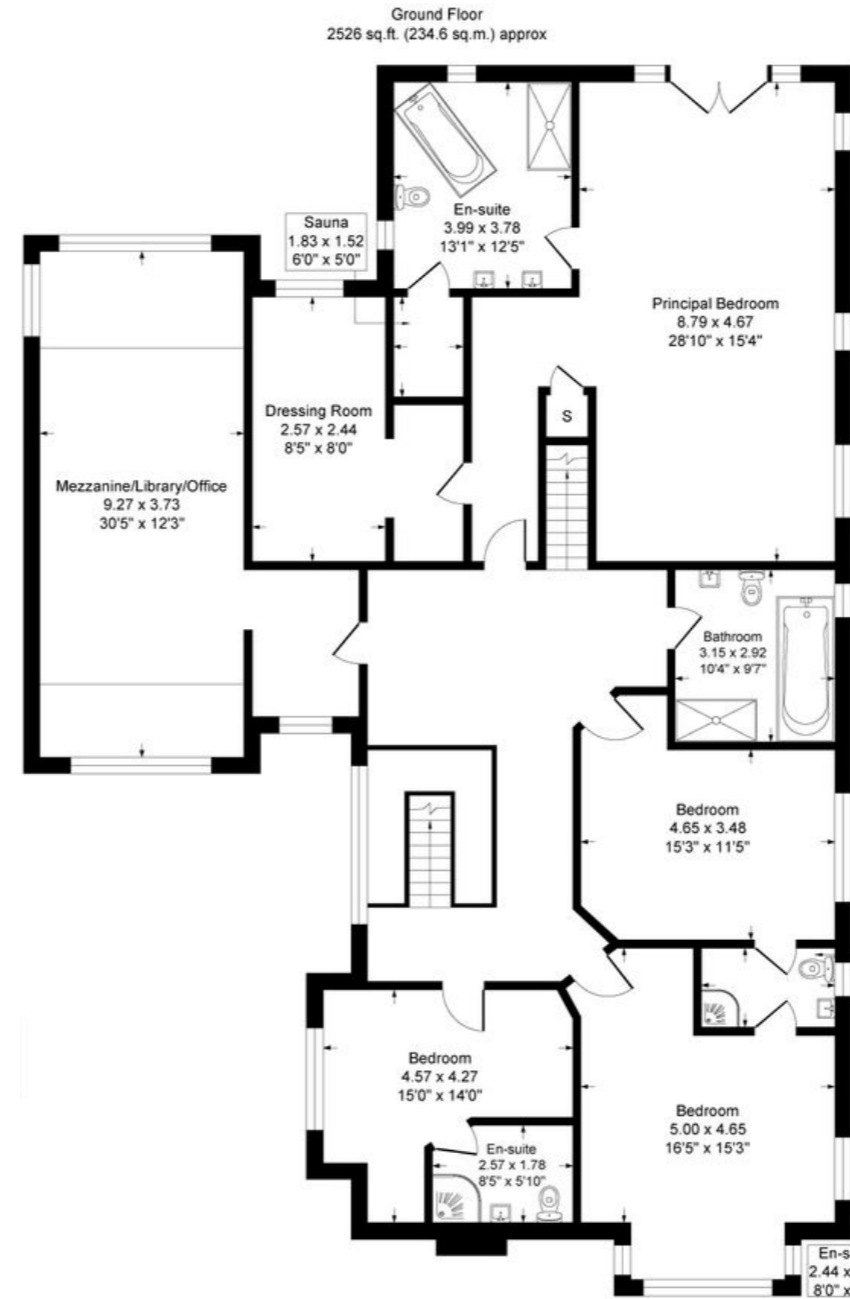 Ground Floor
2526 sq.ft. (234.6 sq.m.) approx
Sauna
1.83 x 1.52
6'0" x 5'0"
En-suite
3.99 x 3.78
13'1" x 12'5"
Principal Bedroom
8.79 x 4.67
28'10" x 15'4"
S
Dressing Room
2.57 x 2.44
8'5" x 8'0"
Mezzanine/Library/Office
9.27 x 3.73
30'5" x 12'3"
Bathroom
3.15 x 2.92
10'4" x 9'7"
Bedroom
4.65 x 3.48
15'3" x 11'5"
Bedroom
4.57 x 4.27
15'0" x 14'0"
Bedroom
5.00 x 4.65
16'5" x 15'3"
En-suite
2.57 x 1.78
8'5" x 5'10"
En-s
2.44 x
8'0" x